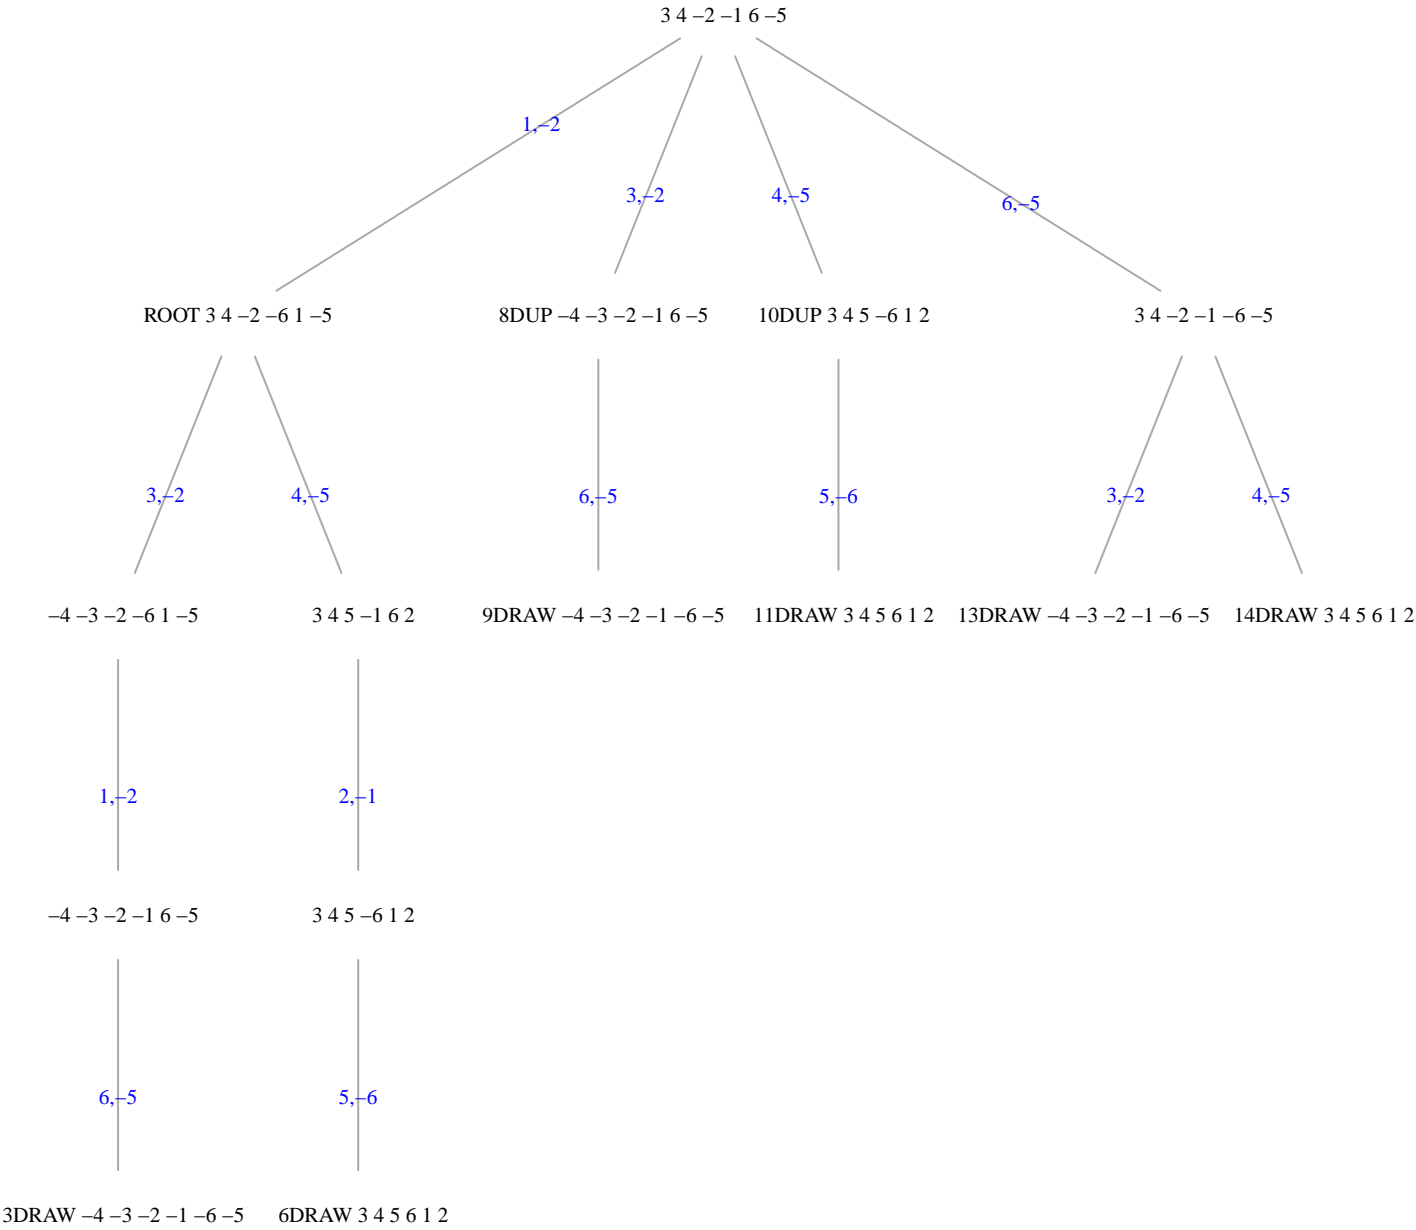 3 4 –2 –1 6 –5
1,–2
3,–2
4,–5
6,–5
ROOT 3 4 –2 –6 1 –5
8DUP –4 –3 –2 –1 6 –5
10DUP 3 4 5 –6 1 2
3 4 –2 –1 –6 –5
3,–2
4,–5
6,–5
5,–6
3,–2
4,–5
–4 –3 –2 –6 1 –5
3 4 5 –1 6 2
9DRAW –4 –3 –2 –1 –6 –5
11DRAW 3 4 5 6 1 2
13DRAW –4 –3 –2 –1 –6 –5
14DRAW 3 4 5 6 1 2
1,–2
2,–1
–4 –3 –2 –1 6 –5
3 4 5 –6 1 2
6,–5
5,–6
3DRAW –4 –3 –2 –1 –6 –5
6DRAW 3 4 5 6 1 2